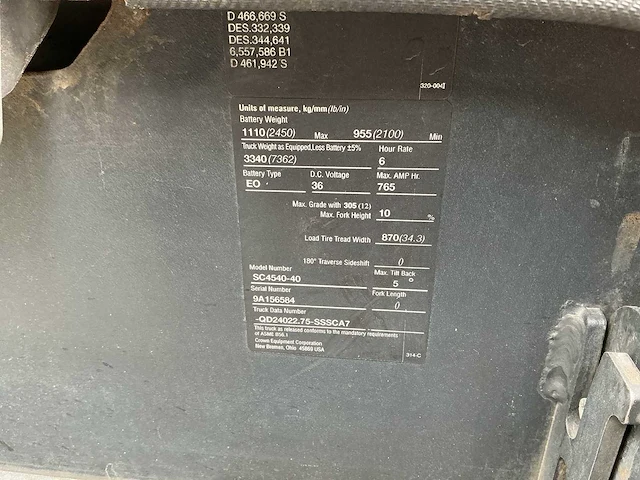 D 466,669 S
DES.332,339
DES.344,641
6,557,586 B1
D 461,942 S
320-004
Units of measure, kg/mm(lb/in)
Battery Weight
1110(2450) Max 955(2100) Min
Truck Weight as Equipped,Less Battery ±5% Hour Rate
3340(7362) 6
Battery Type D.C. Voltage Max. AMP Hr.
EO 36 765
Max. Grade with 305(12)
Max. Fork Height 10 %
Load Tire Tread Width 870(34.3)
180° Traverse Sideshift 0
Model Number Max. Tilt Back
SC4540-40 5 °
Serial Number Fork Length
9A156584 0
Truck Data Number
-QD24022.75-SSSCA7
This truck as released conforms to the mandatory requirements
of ASME B56.1
Crown Equipment Corporation
New Bremen, Ohio 45869 USA
314-C